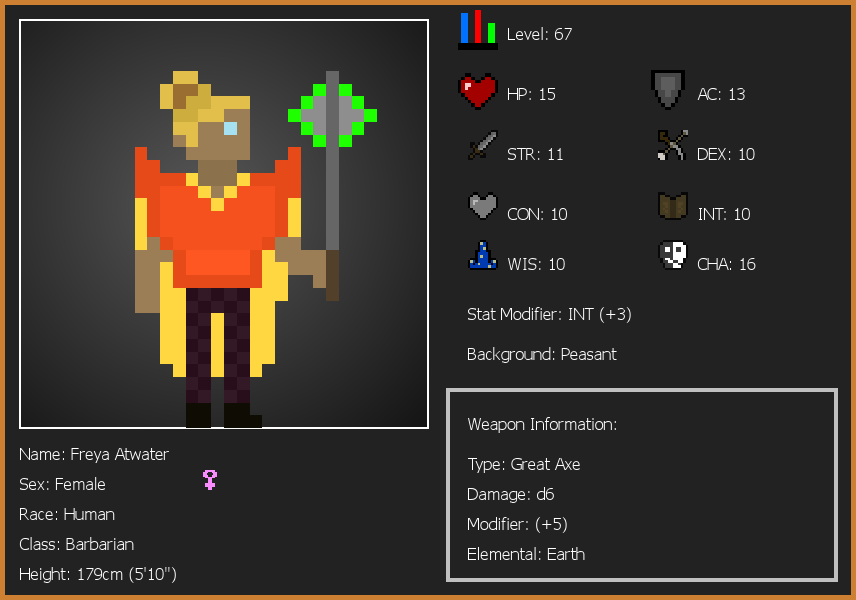 Level: 67
HP: 15
AC: 13
STR: 11
DEX: 10
CON: 10
INT: 10
WIS: 10
CHA: 16
Stat Modifier: INT (+3)
Background: Peasant
Name: Freya Atwater
Sex: Female
Race: Human
Class: Barbarian
Height: 179cm (5'10")
Weapon Information:
Type: Great Axe
Damage: d6
Modifier: (+5)
Elemental: Earth